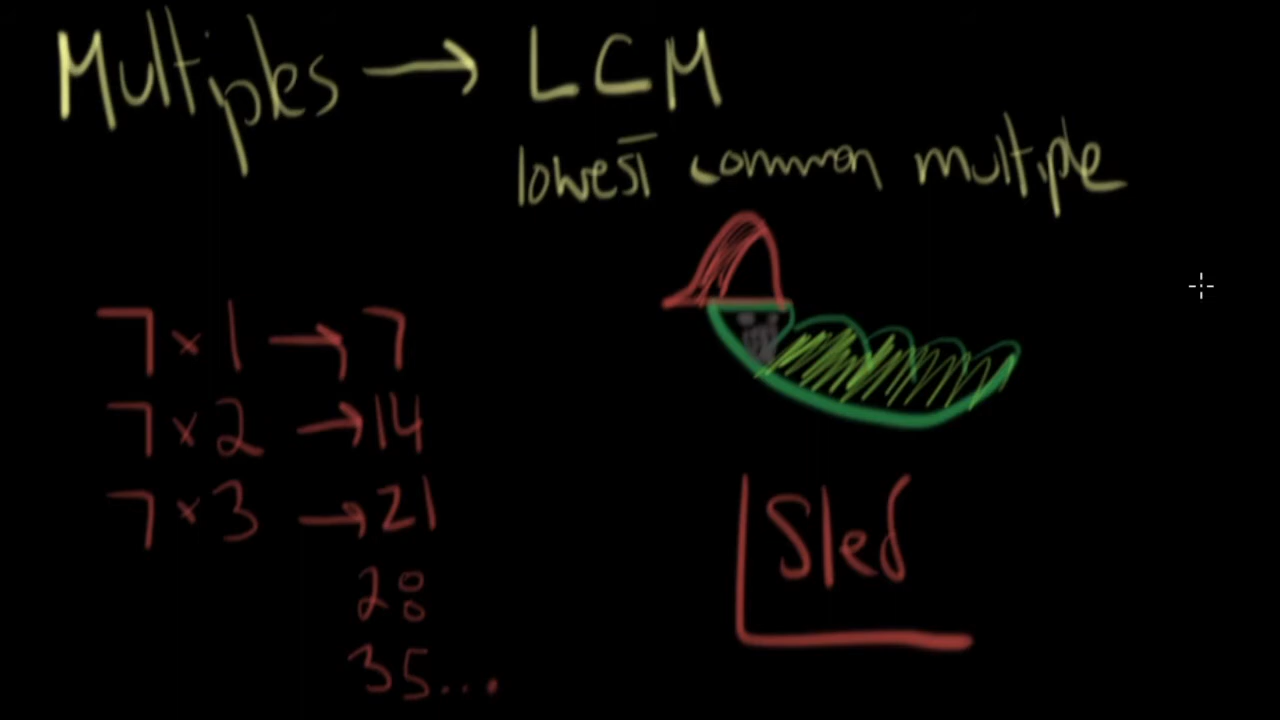 Multiples → LCM
lowest common multiple
7 × 1 → 7
7 × 2 → 14
7 × 3 → 21
28
35...
Sled